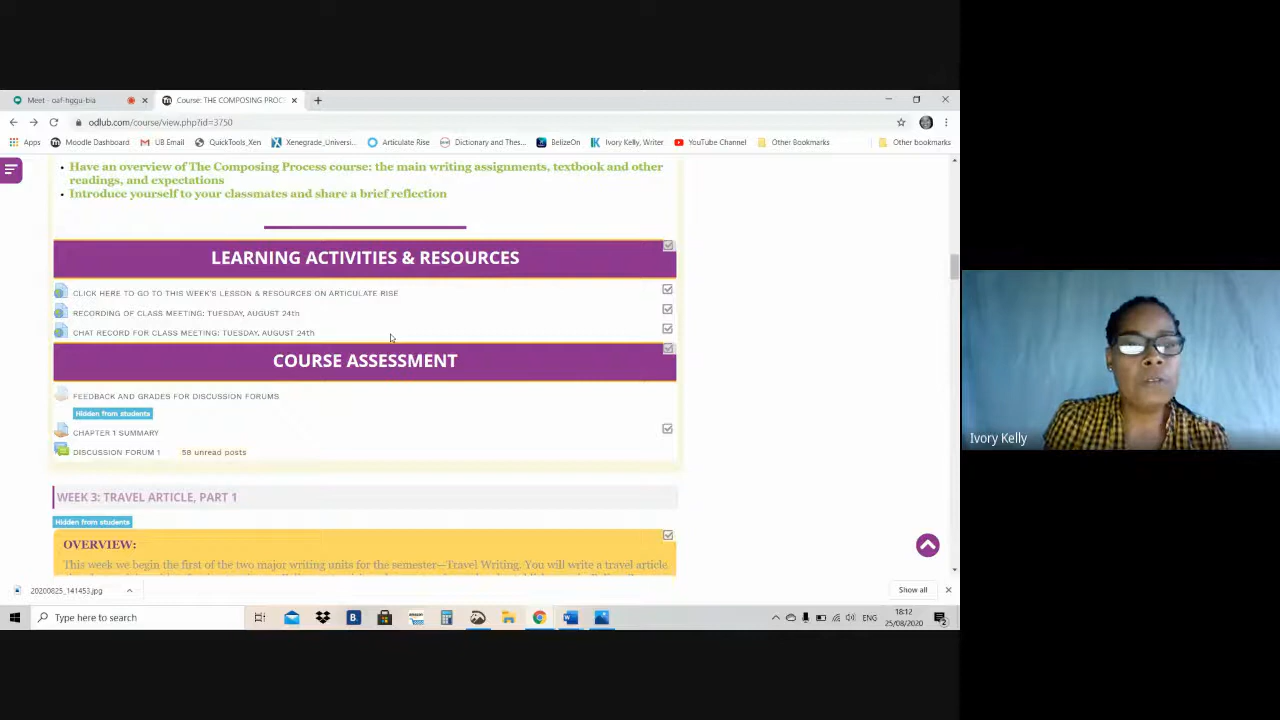 Meet - oaf-hggu-bia
Course: THE COMPOSING PROC
odlub.com/course/view.php?id=3750
Apps
Moodle Dashboard
UB Email
QuickTools_Xen
Xenegrade_Universi...
Articulate Rise
Dictionary and Thes...
BelizeOn
Ivory Kelly, Writer
YouTube Channel
Other Bookmarks
Other bookmarks
Have an overview of The Composing Process course: the main writing assignments, textbook and other
readings, and expectations
Introduce yourself to your classmates and share a brief reflection
LEARNING ACTIVITIES & RESOURCES
CLICK HERE TO GO TO THIS WEEK'S LESSON & RESOURCES ON ARTICULATE RISE
RECORDING OF CLASS MEETING: TUESDAY, AUGUST 24th
CHAT RECORD FOR CLASS MEETING: TUESDAY, AUGUST 24th
COURSE ASSESSMENT
FEEDBACK AND GRADES FOR DISCUSSION FORUMS
Hidden from students
CHAPTER 1 SUMMARY
DISCUSSION FORUM 1 58 unread posts
WEEK 3: TRAVEL ARTICLE, PART 1
Hidden from students
OVERVIEW:
This week we begin the first of the two major writing units for the semester—Travel Writing. You will write a travel article
Ivory Kelly
20200825_141453.jpg
Show all
Type here to search
ENG
18:12
25/08/2020